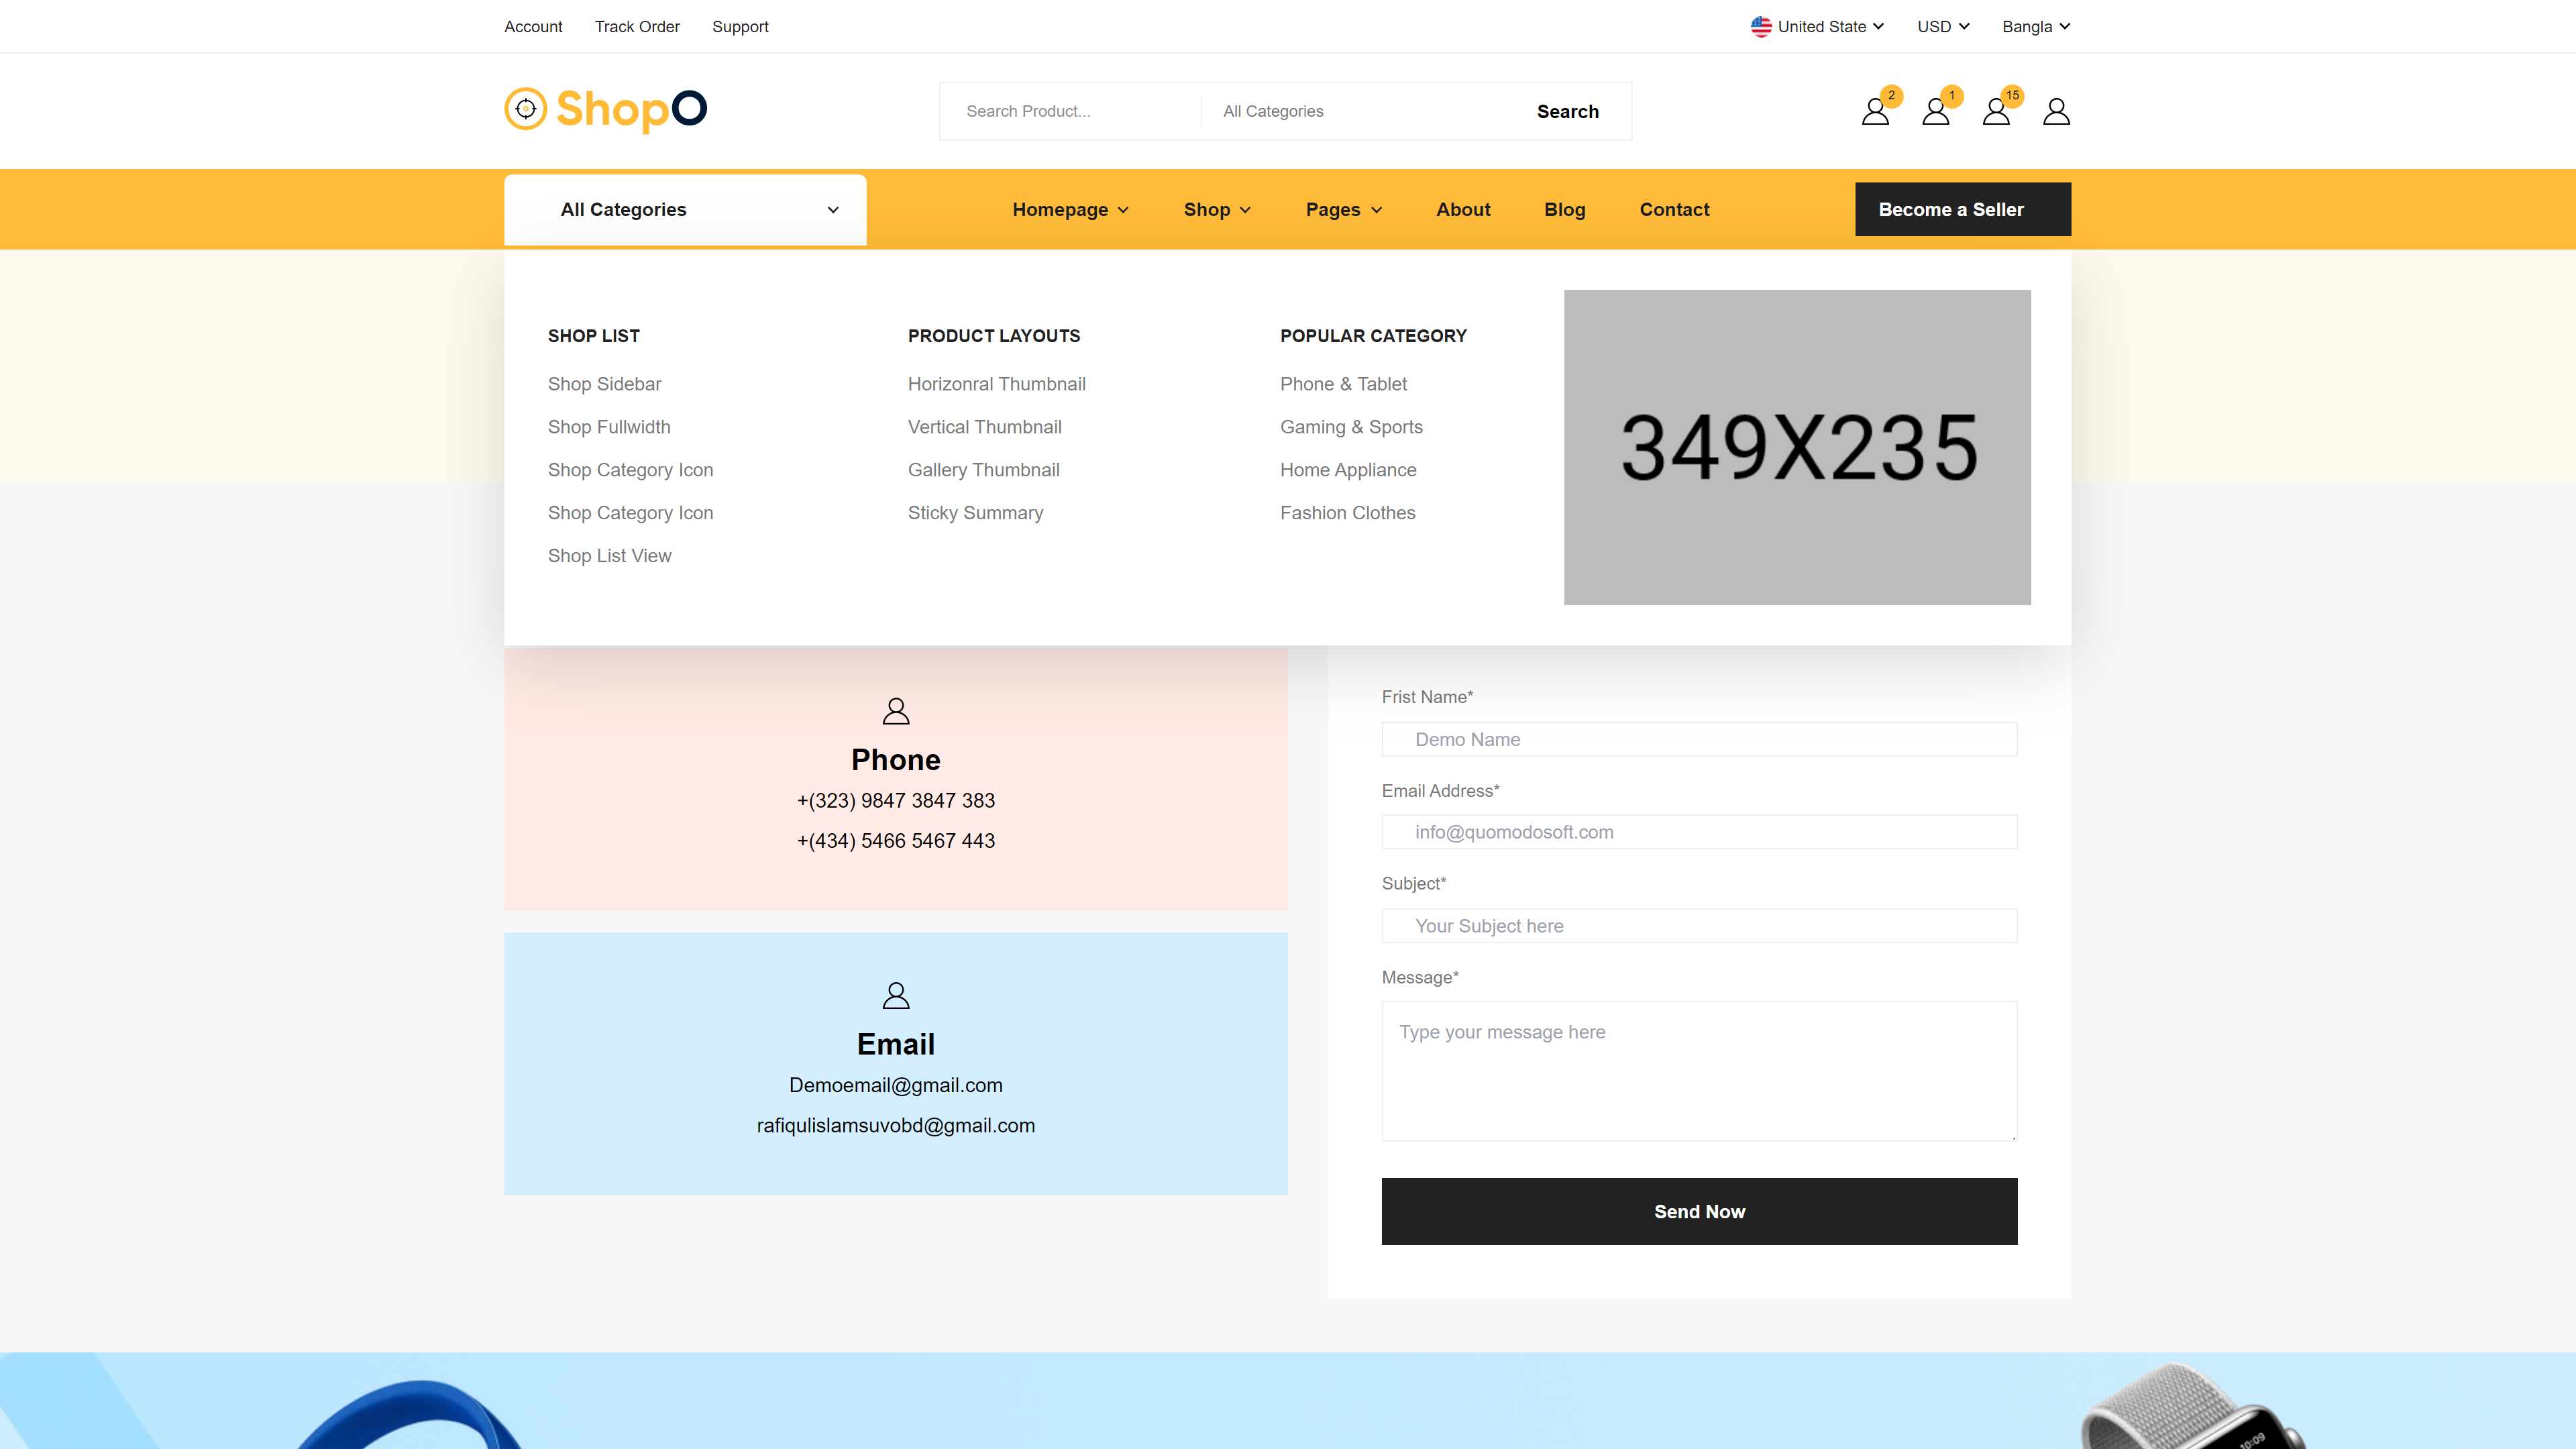 Account Track Order Support United State USD Bangla
ShopO Search Product... All Categories Search 2 1 15
All Categories Homepage Shop Pages About Blog Contact Become a Seller
SHOP LIST
Shop Sidebar
Shop Fullwidth
Shop Category Icon
Shop Category Icon
Shop List View
PRODUCT LAYOUTS
Horizonral Thumbnail
Vertical Thumbnail
Gallery Thumbnail
Sticky Summary
POPULAR CATEGORY
Phone & Tablet
Gaming & Sports
Home Appliance
Fashion Clothes
349X235
Phone
+(323) 9847 3847 383
+(434) 5466 5467 443
Email
Demoemail@gmail.com
rafiqulislamsuvobd@gmail.com
Frist Name*
Demo Name
Email Address*
info@quomodosoft.com
Subject*
Your Subject here
Message*
Type your message here
Send Now
10:09